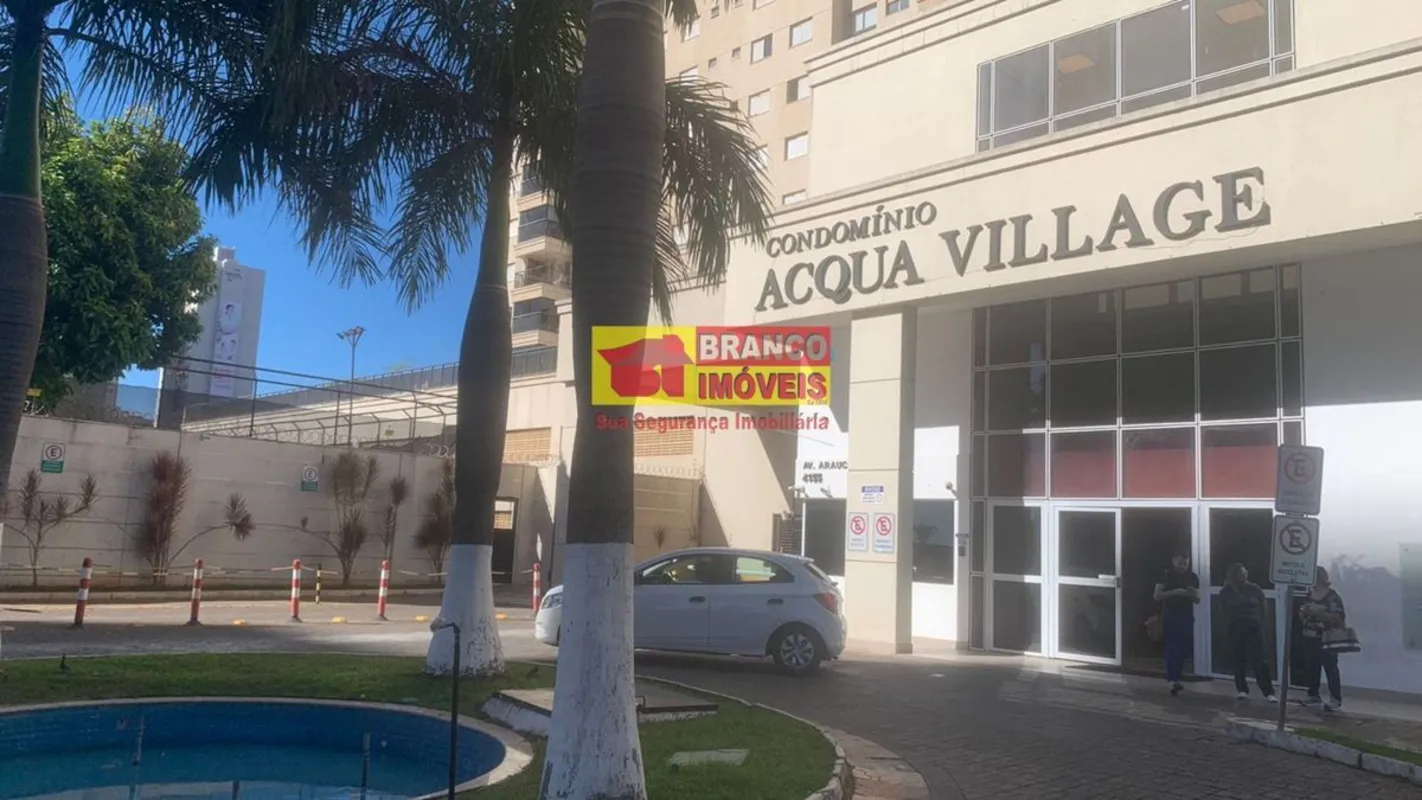 CONDOMÍNIO
ACQUA VILLAGE
BRANCO
IMÓVEIS
Sua Segurança Imobiliária
AV. ARAUC
4155
E
E
E
E
E
E